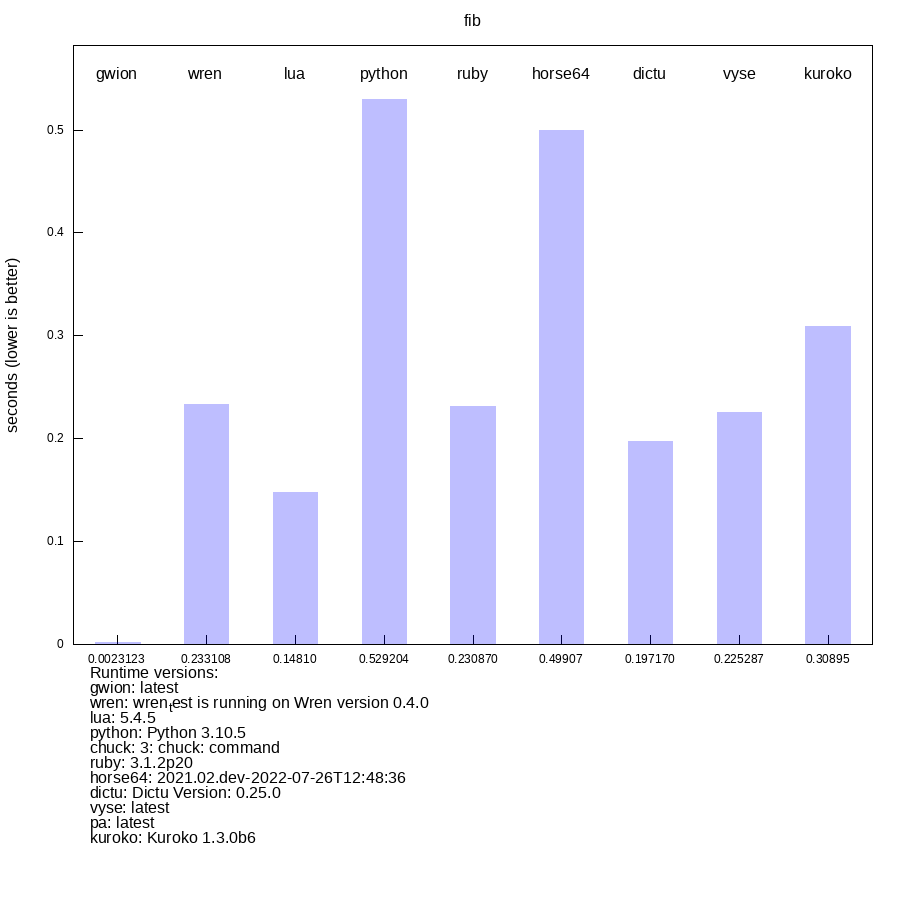 fib
gwion wren lua python ruby horse64 dictu vyse kuroko
seconds (lower is better)
0.5
0.4
0.3
0.2
0.1
0
0.0023123 0.233108 0.14810 0.529204 0.230870 0.49907 0.197170 0.225287 0.30895
Runtime versions:
gwion: latest
wren: wrentest is running on Wren version 0.4.0
lua: 5.4.5
python: Python 3.10.5
chuck: 3: chuck: command
ruby: 3.1.2p20
horse64: 2021.02.dev-2022-07-26T12:48:36
dictu: Dictu Version: 0.25.0
vyse: latest
pa: latest
kuroko: Kuroko 1.3.0b6